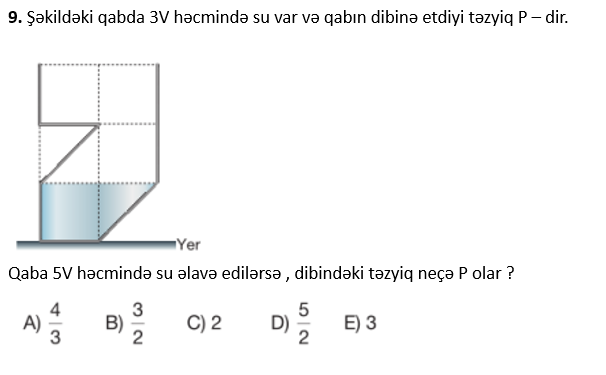 9. Şəkildəki qabda 3V həcmində su var və qabın dibinə etdiyi təzyiq P – dir.
Yer
Qaba 5V həcmində su əlavə edilərsə , dibindəki təzyiq neçə P olar ?
A) 4/3 B) 3/2 C) 2 D) 5/2 E) 3